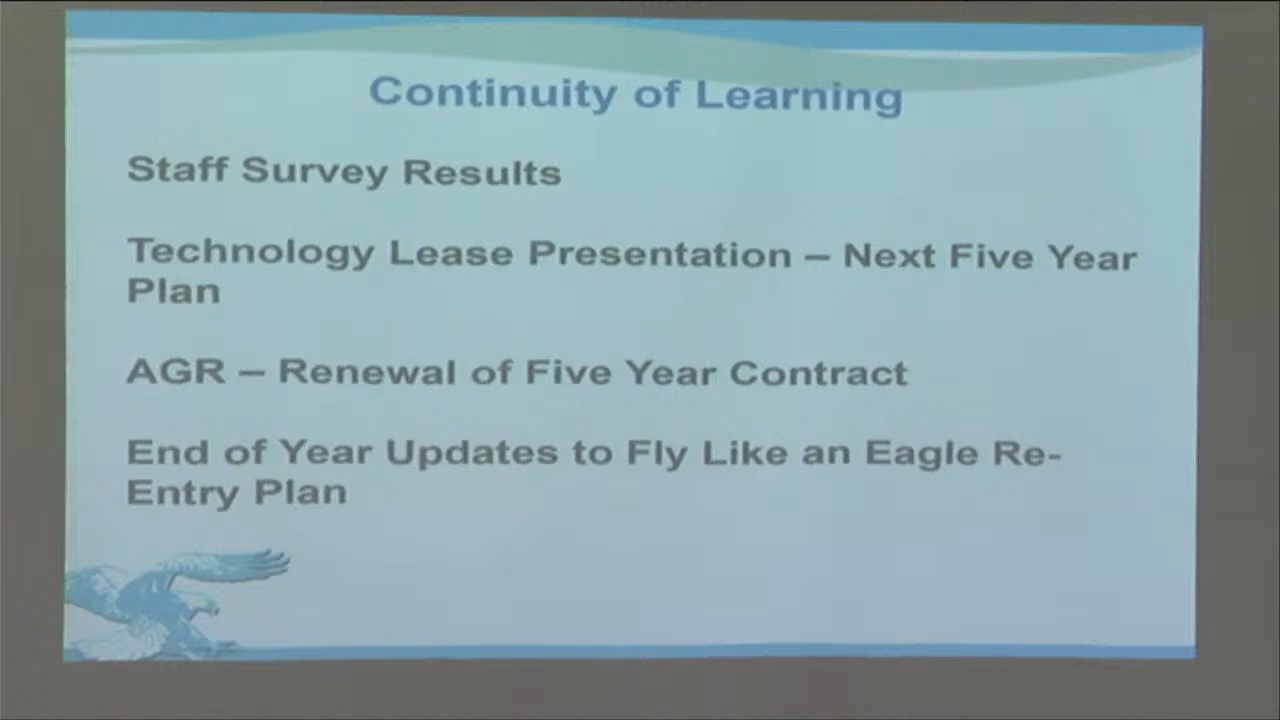 Continuity of Learning
Staff Survey Results
Technology Lease Presentation – Next Five Year
Plan
AGR – Renewal of Five Year Contract
End of Year Updates to Fly Like an Eagle Re-
Entry Plan